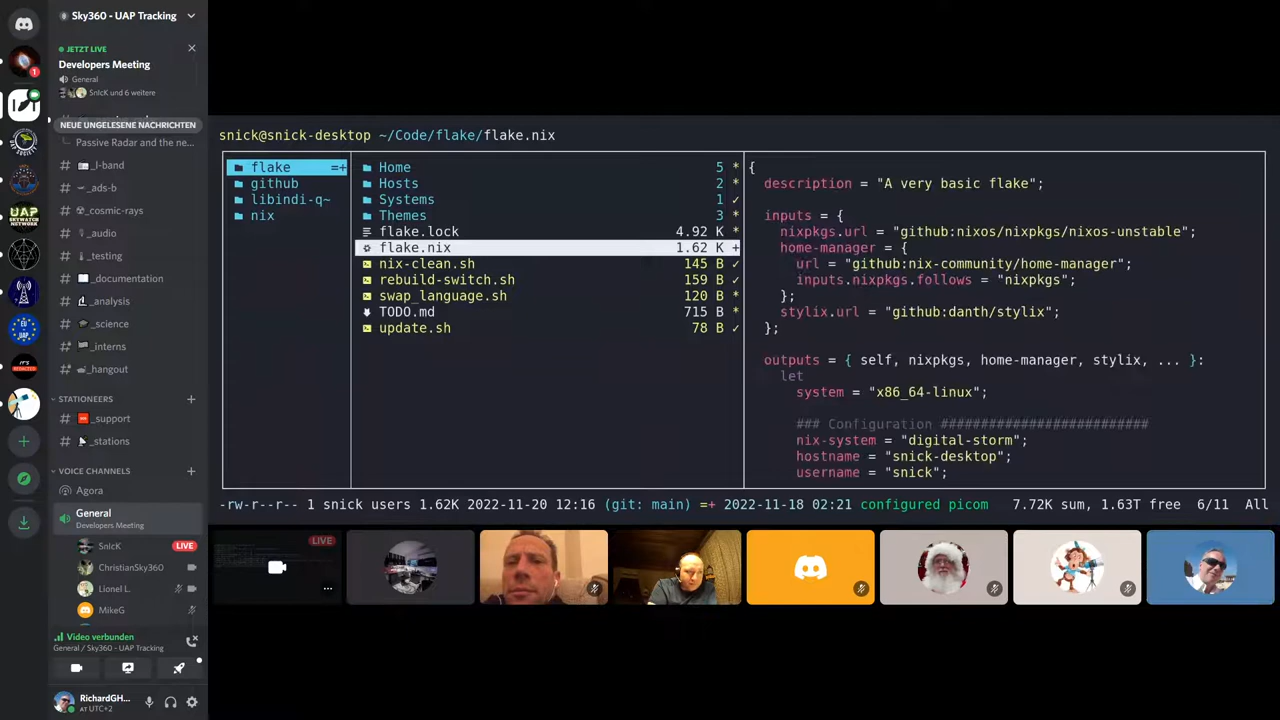 Sky360 - UAP Tracking
JETZT LIVE
Developers Meeting
General
SnIcK und 6 weitere
NEUE UNGELESENE NACHRICHTEN
Passive Radar and the ne...
_l-band
_ads-b
_cosmic-rays
_audio
_testing
_documentation
_analysis
_science
_interns
_hangout
STATIONEERS
_support
_stations
VOICE CHANNELS
Agora
General
Developers Meeting
SnIcK LIVE
ChristianSky360
Lionel L.
MikeG
Video verbunden
General / Sky360 - UAP Tracking
RichardGH...
AT UTC+2
1
UAP
EU UAP
IT'S REDACTED
snick@snick-desktop ~/Code/flake/flake.nix
flake =+
github
libindi-q~
nix
Home 5 *
Hosts 2 *
Systems 1 ✓
Themes 3 *
flake.lock 4.92 K *
flake.nix 1.62 K +
nix-clean.sh 145 B ✓
rebuild-switch.sh 159 B ✓
swap_language.sh 120 B *
TODO.md 715 B *
update.sh 78 B ✓
{
description = "A very basic flake";
inputs = {
nixpkgs.url = "github:nixos/nixpkgs/nixos-unstable";
home-manager = {
url = "github:nix-community/home-manager";
inputs.nixpkgs.follows = "nixpkgs";
};
stylix.url = "github:danth/stylix";
};
outputs = { self, nixpkgs, home-manager, stylix, ... }:
let
system = "x86_64-linux";
### Configuration ##########################
nix-system = "digital-storm";
hostname = "snick-desktop";
username = "snick";
-rw-r--r-- 1 snick users 1.62K 2022-11-20 12:16 (git: main) =+ 2022-11-18 02:21 configured picom 7.72K sum, 1.63T free 6/11 All
LIVE